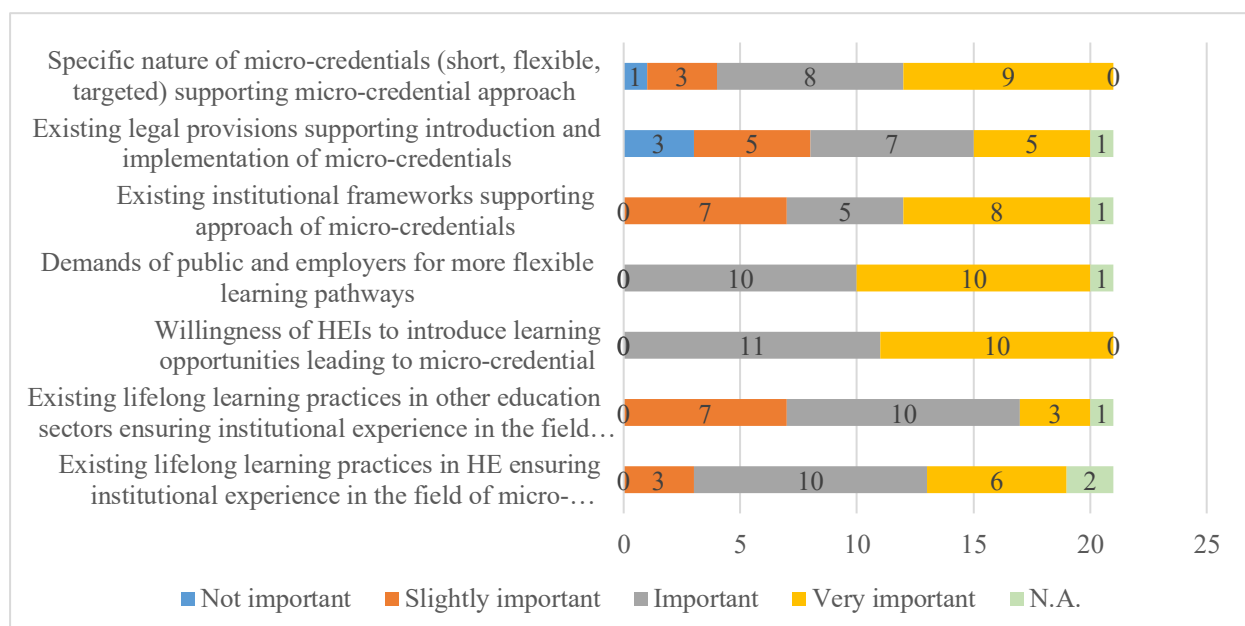 Specific nature of micro-credentials (short, flexible,
targeted) supporting micro-credential approach
1 3 8 9 0
Existing legal provisions supporting introduction and
implementation of micro-credentials
3 5 7 5 1
Existing institutional frameworks supporting
approach of micro-credentials
0 7 5 8 1
Demands of public and employers for more flexible
learning pathways
0 10 10 1
Willingness of HEIs to introduce learning
opportunities leading to micro-credential
0 11 10 0
Existing lifelong learning practices in other education
sectors ensuring institutional experience in the field…
0 7 10 3 1
Existing lifelong learning practices in HE ensuring
institutional experience in the field of micro-…
0 3 10 6 2
0 5 10 15 20 25
Not important Slightly important Important Very important N.A.